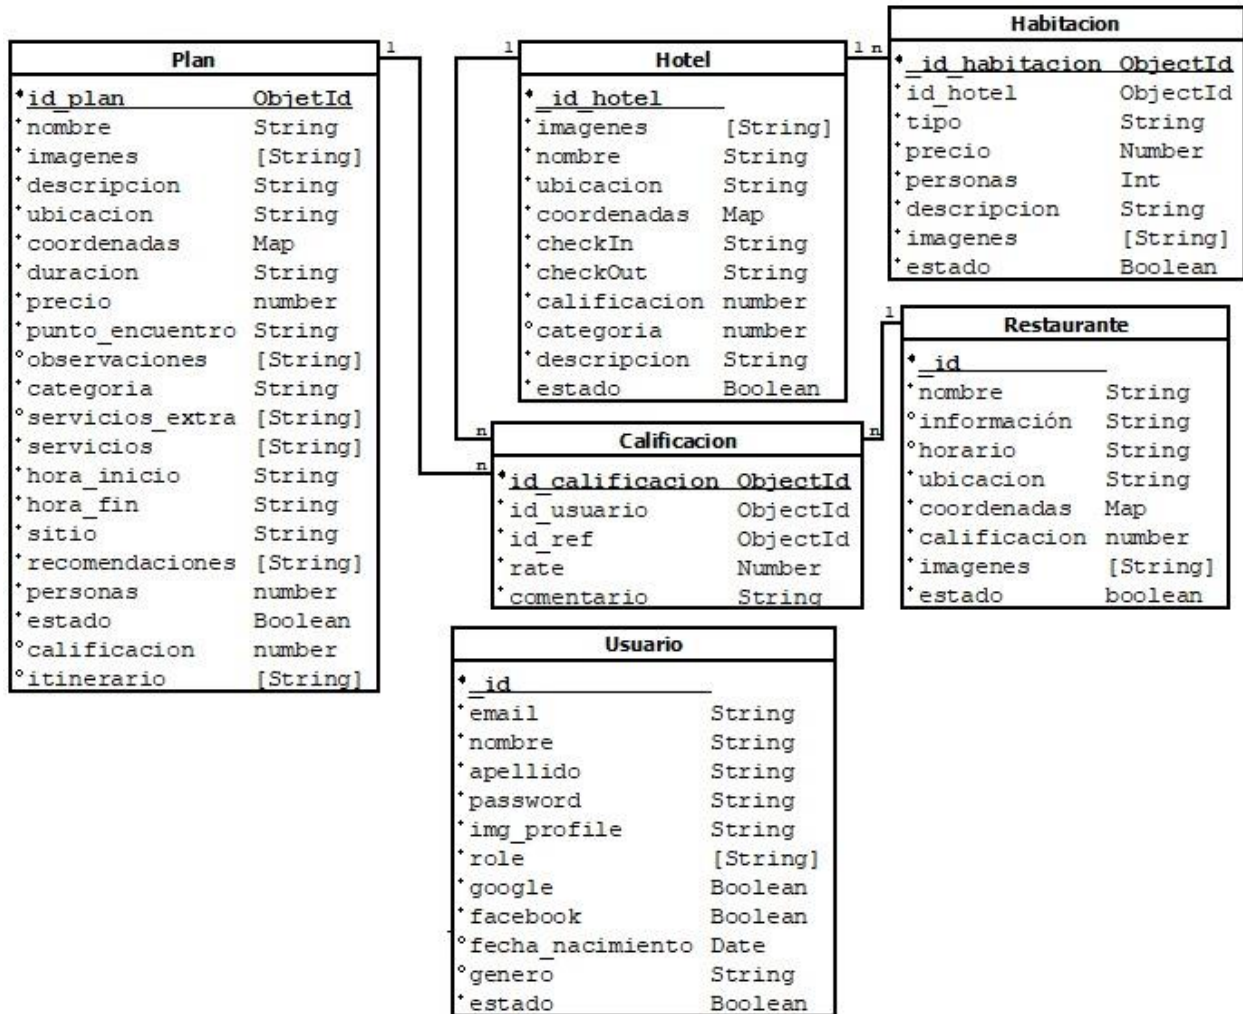 Plan
*id_plan ObjetId
*nombre String
*imagenes [String]
*descripcion String
*ubicacion String
*coordenadas Map
*duracion String
*precio number
*punto_encuentro String
°observaciones [String]
*categoria String
°servicios_extra [String]
*servicios [String]
*hora_inicio String
*hora_fin String
*sitio String
*recomendaciones [String]
*personas number
*estado Boolean
°calificacion number
°itinerario [String]
1
n
1
n
Hotel
*_id_hotel
*imagenes [String]
*nombre String
*ubicacion String
*coordenadas Map
*checkIn String
*checkOut String
*calificacion number
°categoria number
*descripcion String
*estado Boolean
1 n
Habitacion
*_id_habitacion ObjectId
*id_hotel ObjectId
*tipo String
*precio Number
*personas Int
*descripcion String
*imagenes [String]
*estado Boolean
Calificacion
*id_calificacion ObjectId
*id_usuario ObjectId
*id_ref ObjectId
*rate Number
*comentario String
n
1
Restaurante
*_id
*nombre String
°información String
°horario String
*ubicacion String
*coordenadas Map
*calificacion number
*imagenes [String]
*estado boolean
Usuario
*_id
*email String
*nombre String
*apellido String
*password String
*img_profile String
*role [String]
*google Boolean
*facebook Boolean
°fecha_nacimiento Date
°genero String
*estado Boolean